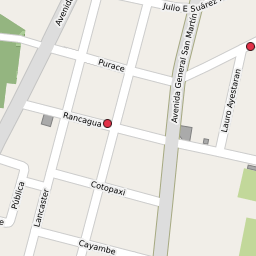 Julio E Suárez
Avenida
Avenida General San Martín
Purace
Lauro Ayestaran
Rancagua
Cotopaxi
Pública
Lancaster
Cayambe